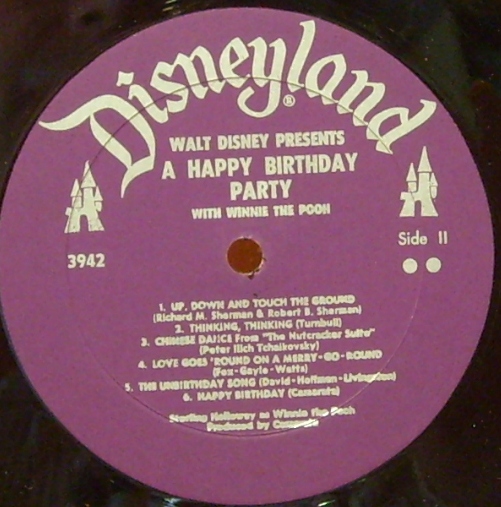 Disneyland®
WALT DISNEY PRESENTS
A HAPPY BIRTHDAY
PARTY
WITH WINNIE THE POOH
3942
Side II
1. UP, DOWN AND TOUCH THE GROUND
(Richard M. Sherman & Robert B. Sherman)
2. THINKING, THINKING (Turnbull)
3. CHINESE DANCE From "The Nutcracker Suite"
(Peter Ilich Tchaikovsky)
4. LOVE GOES 'ROUND ON A MERRY-GO-ROUND
(Fox-Gayle-Watts)
5. THE UNBIRTHDAY SONG (David-Hoffman-Livingston)
6. HAPPY BIRTHDAY (Camarata)
Sterling Holloway as Winnie the Pooh
Produced by Camarata